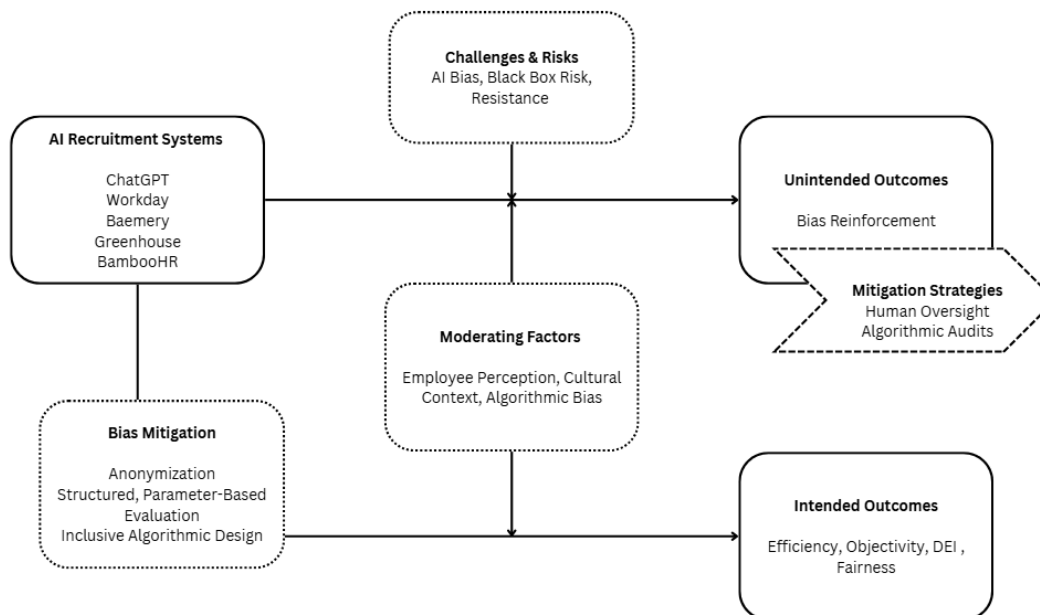 Challenges & Risks
AI Bias, Black Box Risk,
Resistance
AI Recruitment Systems
ChatGPT
Workday
Baemery
Greenhouse
BambooHR
Unintended Outcomes
Bias Reinforcement
Mitigation Strategies
Human Oversight
Algorithmic Audits
Moderating Factors
Employee Perception, Cultural
Context, Algorithmic Bias
Bias Mitigation
Anonymization
Structured, Parameter-Based
Evaluation
Inclusive Algorithmic Design
Intended Outcomes
Efficiency, Objectivity, DEI ,
Fairness